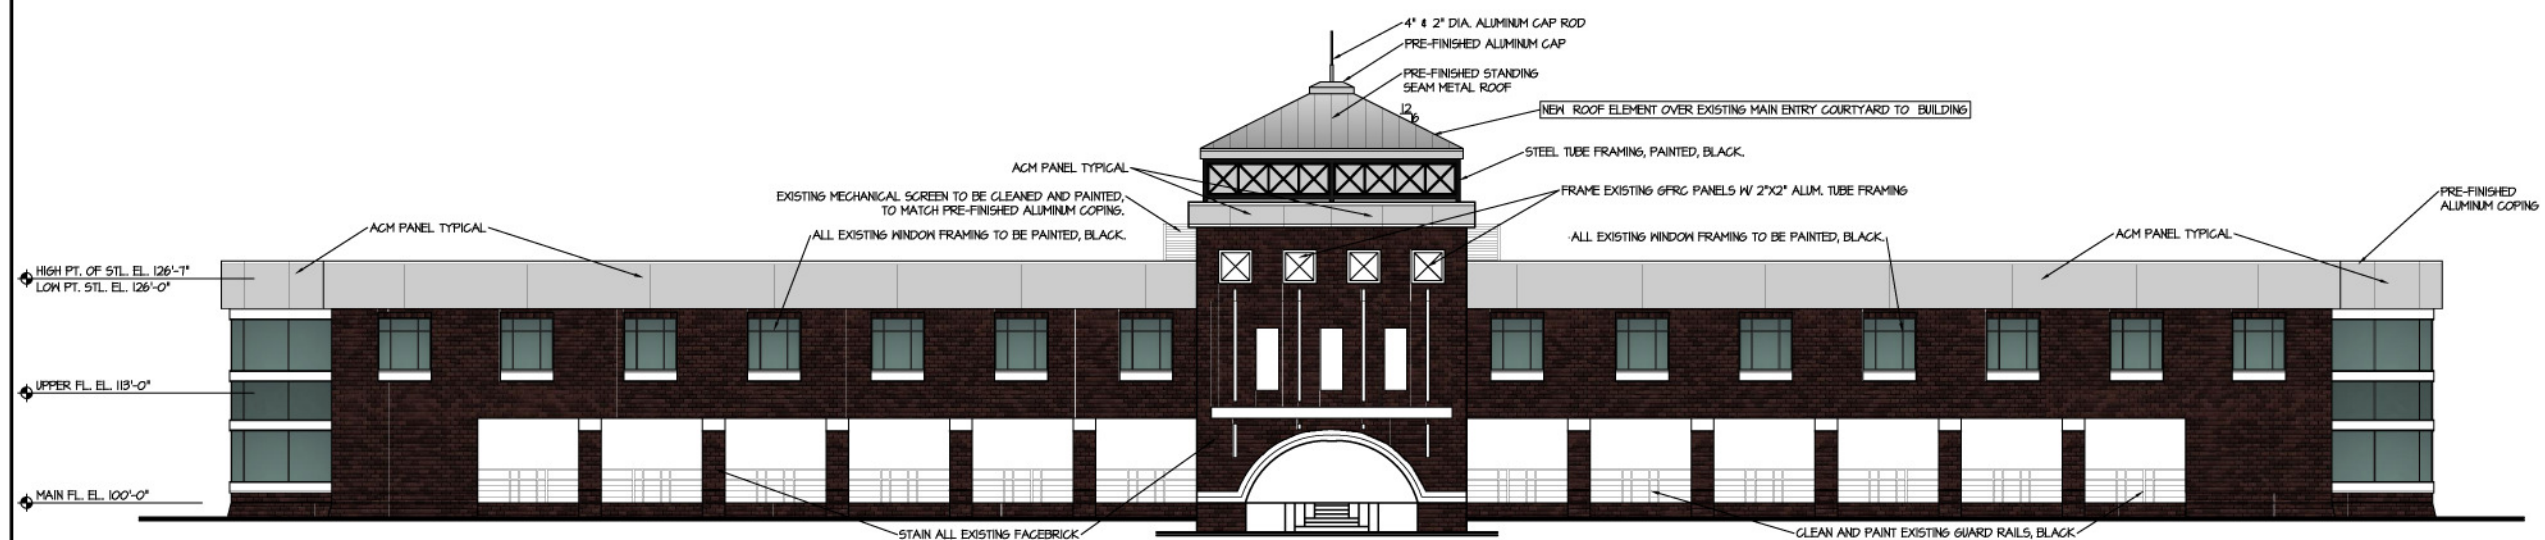 4" & 2" DIA. ALUMINUM CAP ROD
PRE-FINISHED ALUMINUM CAP
PRE-FINISHED STANDING
SEAM METAL ROOF
12
6
NEW ROOF ELEMENT OVER EXISTING MAIN ENTRY COURTYARD TO BUILDING
STEEL TUBE FRAMING, PAINTED, BLACK.
ACM PANEL TYPICAL
EXISTING MECHANICAL SCREEN TO BE CLEANED AND PAINTED,
TO MATCH PRE-FINISHED ALUMINUM COPING.
FRAME EXISTING GFRC PANELS W/ 2"X2" ALUM. TUBE FRAMING
PRE-FINISHED
ALUMINUM COPING
ACM PANEL TYPICAL
ALL EXISTING WINDOW FRAMING TO BE PAINTED, BLACK.
ALL EXISTING WINDOW FRAMING TO BE PAINTED, BLACK.
ACM PANEL TYPICAL
HIGH PT. OF STL. EL. 126'-7"
LOW PT. STL. EL. 126'-0"
UPPER FL. EL. 113'-0"
MAIN FL. EL. 100'-0"
STAIN ALL EXISTING FACEBRICK
CLEAN AND PAINT EXISTING GUARD RAILS, BLACK